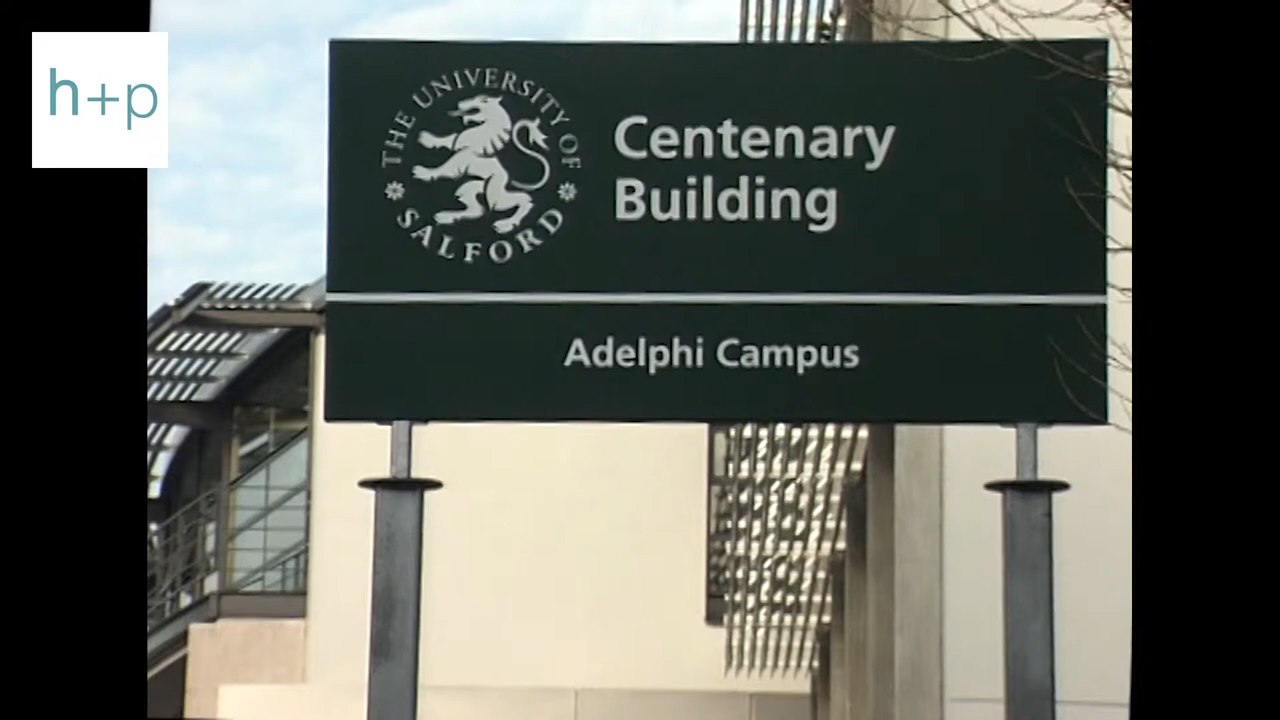 h+p
THE UNIVERSITY OF
SALFORD
Centenary
Building
Adelphi Campus